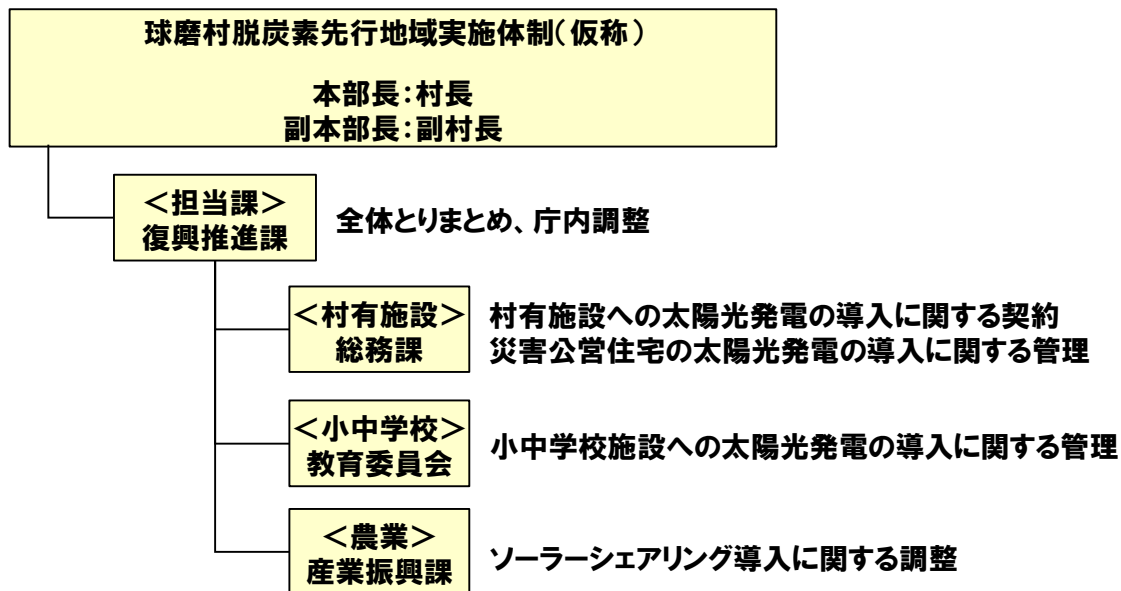 球磨村脱炭素先行地域実施体制（仮称）
本部長：村長
副本部長：副村長
＜担当課＞
復興推進課
全体とりまとめ、庁内調整
＜村有施設＞
総務課
村有施設への太陽光発電の導入に関する契約
災害公営住宅の太陽光発電の導入に関する管理
＜小中学校＞
教育委員会
小中学校施設への太陽光発電の導入に関する管理
＜農業＞
産業振興課
ソーラーシェアリング導入に関する調整